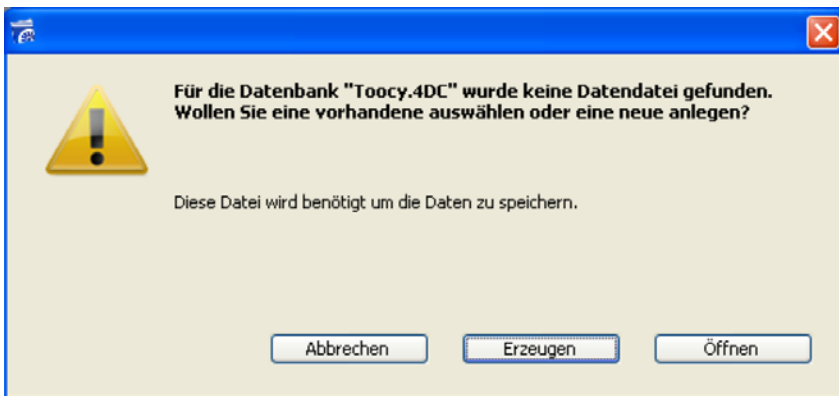 Für die Datenbank "Toocy.4DC" wurde keine Datendatei gefunden.
Wollen Sie eine vorhandene auswählen oder eine neue anlegen?
Diese Datei wird benötigt um die Daten zu speichern.
Abbrechen
Erzeugen
Öffnen